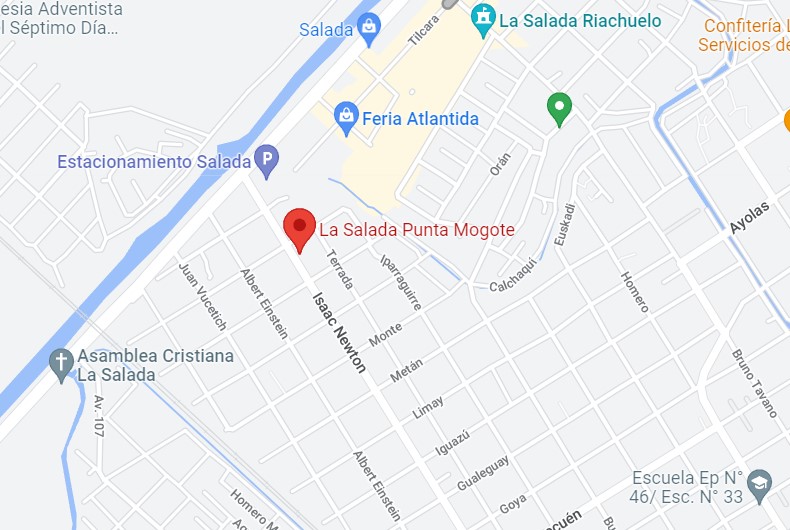 esia Adventista
l Séptimo Día...
Salada
Tilcara
La Salada Riachuelo
Confitería L
Servicios de
Feria Atlantida
Estacionamiento Salada
P
Orán
Ayolas
Euskadi
La Salada Punta Mogote
Juan Vucetich
Albert Einstein
Terrada
Iparraguirre
Calchaquí
Homero
Isaac Newton
Monte
Metán
Asamblea Cristiana
La Salada
Av. 107
Limay
Bruno Tavano
Iguazú
Gualeguay
Albert Einstein
Goya
Homero M
Escuela Ep N°
46/ Esc. N° 33